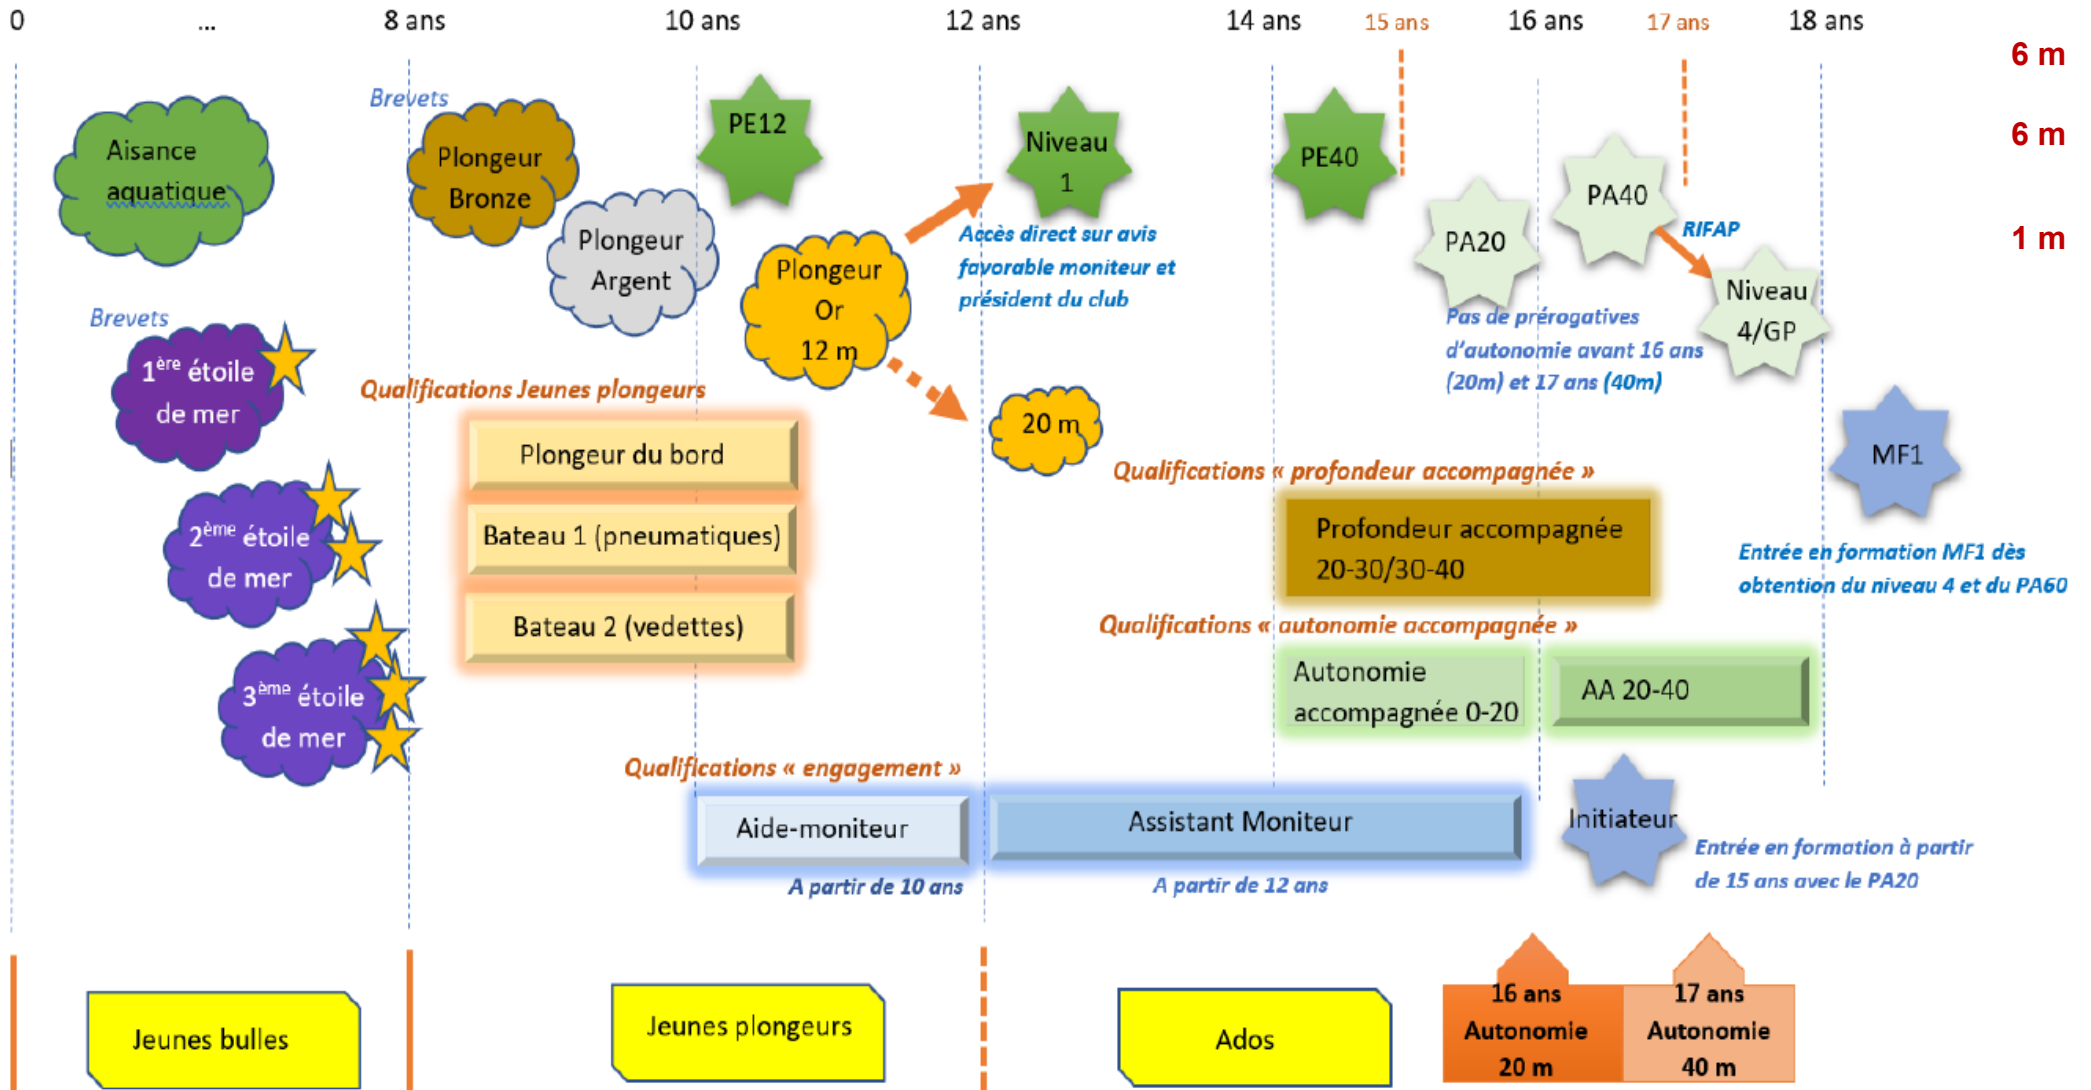 0
...
8 ans
10 ans
12 ans
14 ans
15 ans
16 ans
17 ans
18 ans
6 m
6 m
1 m
Aisance
aquatique
Brevets
Plongeur
Bronze
Plongeur
Argent
PE12
Plongeur
Or
12 m
Niveau
1
Accès direct sur avis
favorable moniteur et
président du club
PE40
PA20
PA40
RIFAP
Niveau
4/GP
Pas de prérogatives
d'autonomie avant 16 ans
(20m) et 17 ans (40m)
Brevets
1ère étoile
de mer
2ème étoile
de mer
3ème étoile
de mer
Qualifications Jeunes plongeurs
Plongeur du bord
Bateau 1 (pneumatiques)
Bateau 2 (vedettes)
20 m
Qualifications « profondeur accompagnée »
Profondeur accompagnée
20-30/30-40
MF1
Entrée en formation MF1 dès
obtention du niveau 4 et du PA60
Qualifications « autonomie accompagnée »
Autonomie
accompagnée 0-20
AA 20-40
Qualifications « engagement »
Aide-moniteur
A partir de 10 ans
Assistant Moniteur
A partir de 12 ans
Initiateur
Entrée en formation à partir
de 15 ans avec le PA20
Jeunes bulles
Jeunes plongeurs
Ados
16 ans
Autonomie
20 m
17 ans
Autonomie
40 m